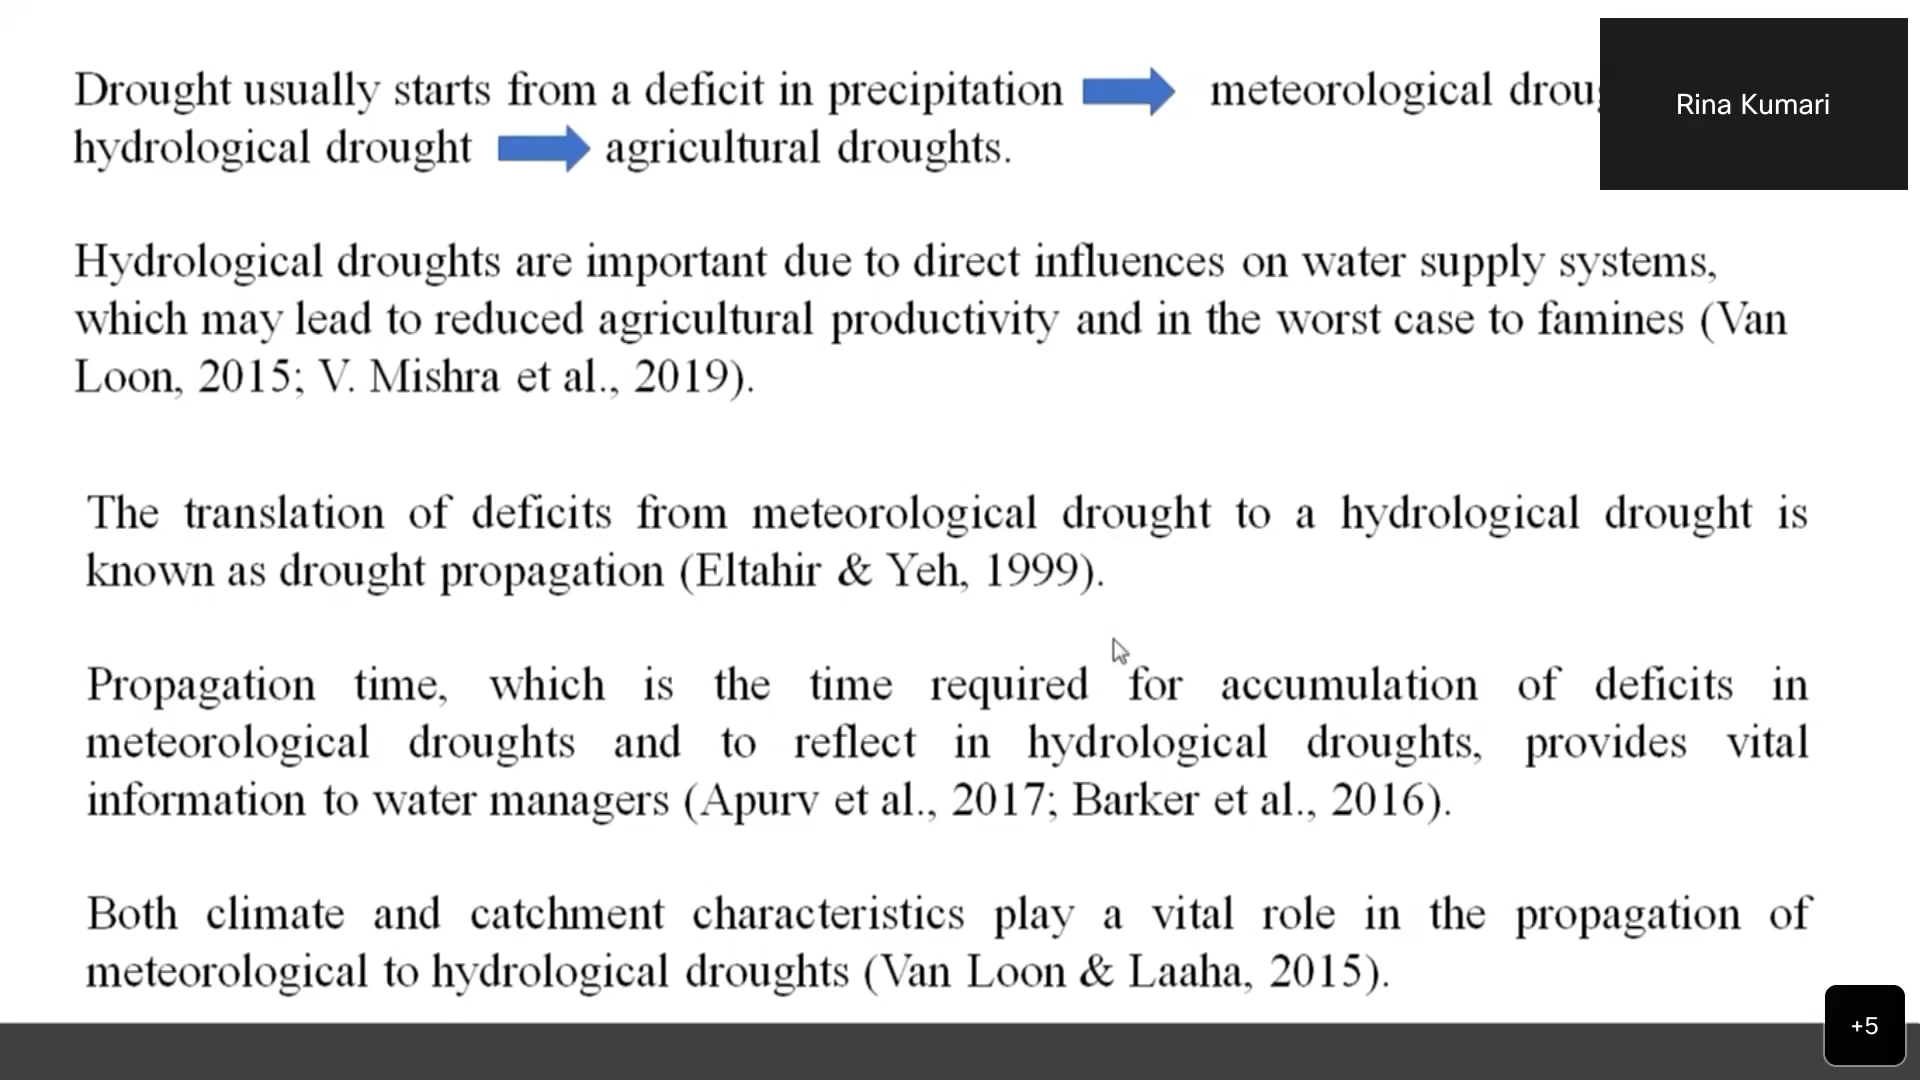 Drought usually starts from a deficit in precipitation meteorological
hydrological drought agricultural droughts.
Hydrological droughts are important due to direct influences on water supply systems,
which may lead to reduced agricultural productivity and in the worst case to famines (Van
Loon, 2015; V. Mishra et al., 2019).
The translation of deficits from meteorological drought to a hydrological drought is
known as drought propagation (Eltahir & Yeh, 1999).
Propagation time, which is the time required for accumulation of deficits in
meteorological droughts and to reflect in hydrological droughts, provides vital
information to water managers (Apurv et al., 2017; Barker et al., 2016).
Both climate and catchment characteristics play a vital role in the propagation of
meteorological to hydrological droughts (Van Loon & Laaha, 2015).
Rina Kumari
+5